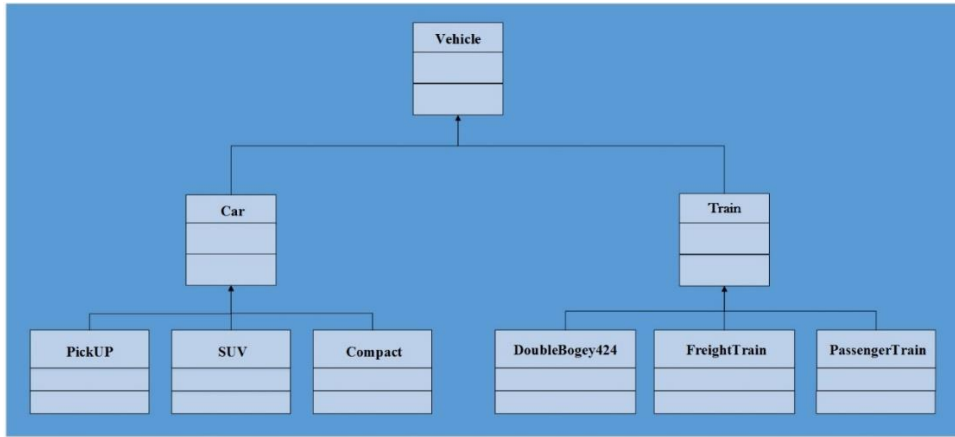 Vehicle
Car
Train
PickUP
SUV
Compact
DoubleBogey424
FreightTrain
PassengerTrain